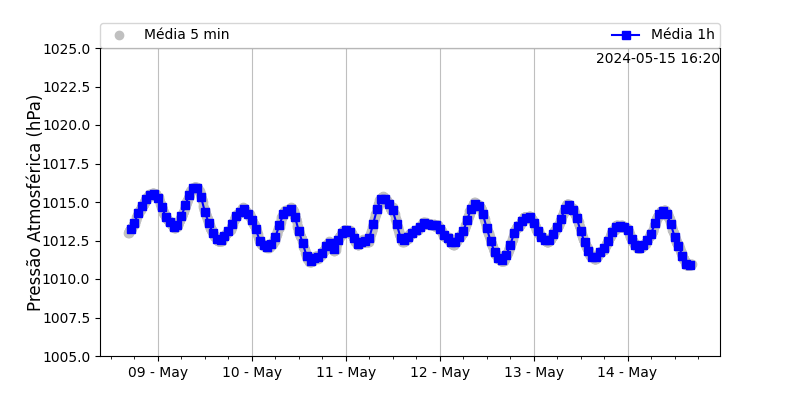 Média 5 min
Média 1h
2024-05-15 16:20
Pressão Atmosférica (hPa)
1025.0
1022.5
1020.0
1017.5
1015.0
1012.5
1010.0
1007.5
1005.0
09 - May
10 - May
11 - May
12 - May
13 - May
14 - May